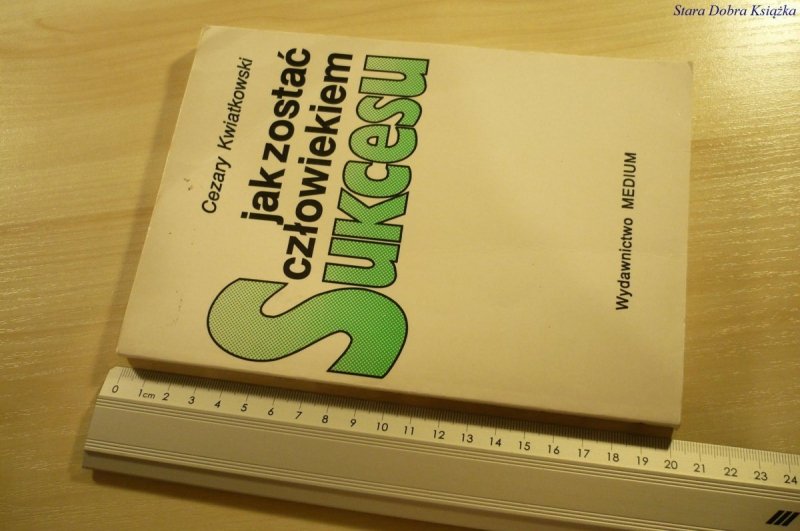 Stara Dobra Książka
Cezary Kwiatkowski
jak zostać
człowiekiem
Sukcesu
Wydawnictwo MEDIUM
0 1cm 2 3 4 5 6 7 8 9 10 11 12 13 14 15 16 17 18 19 20 21 22 23 24